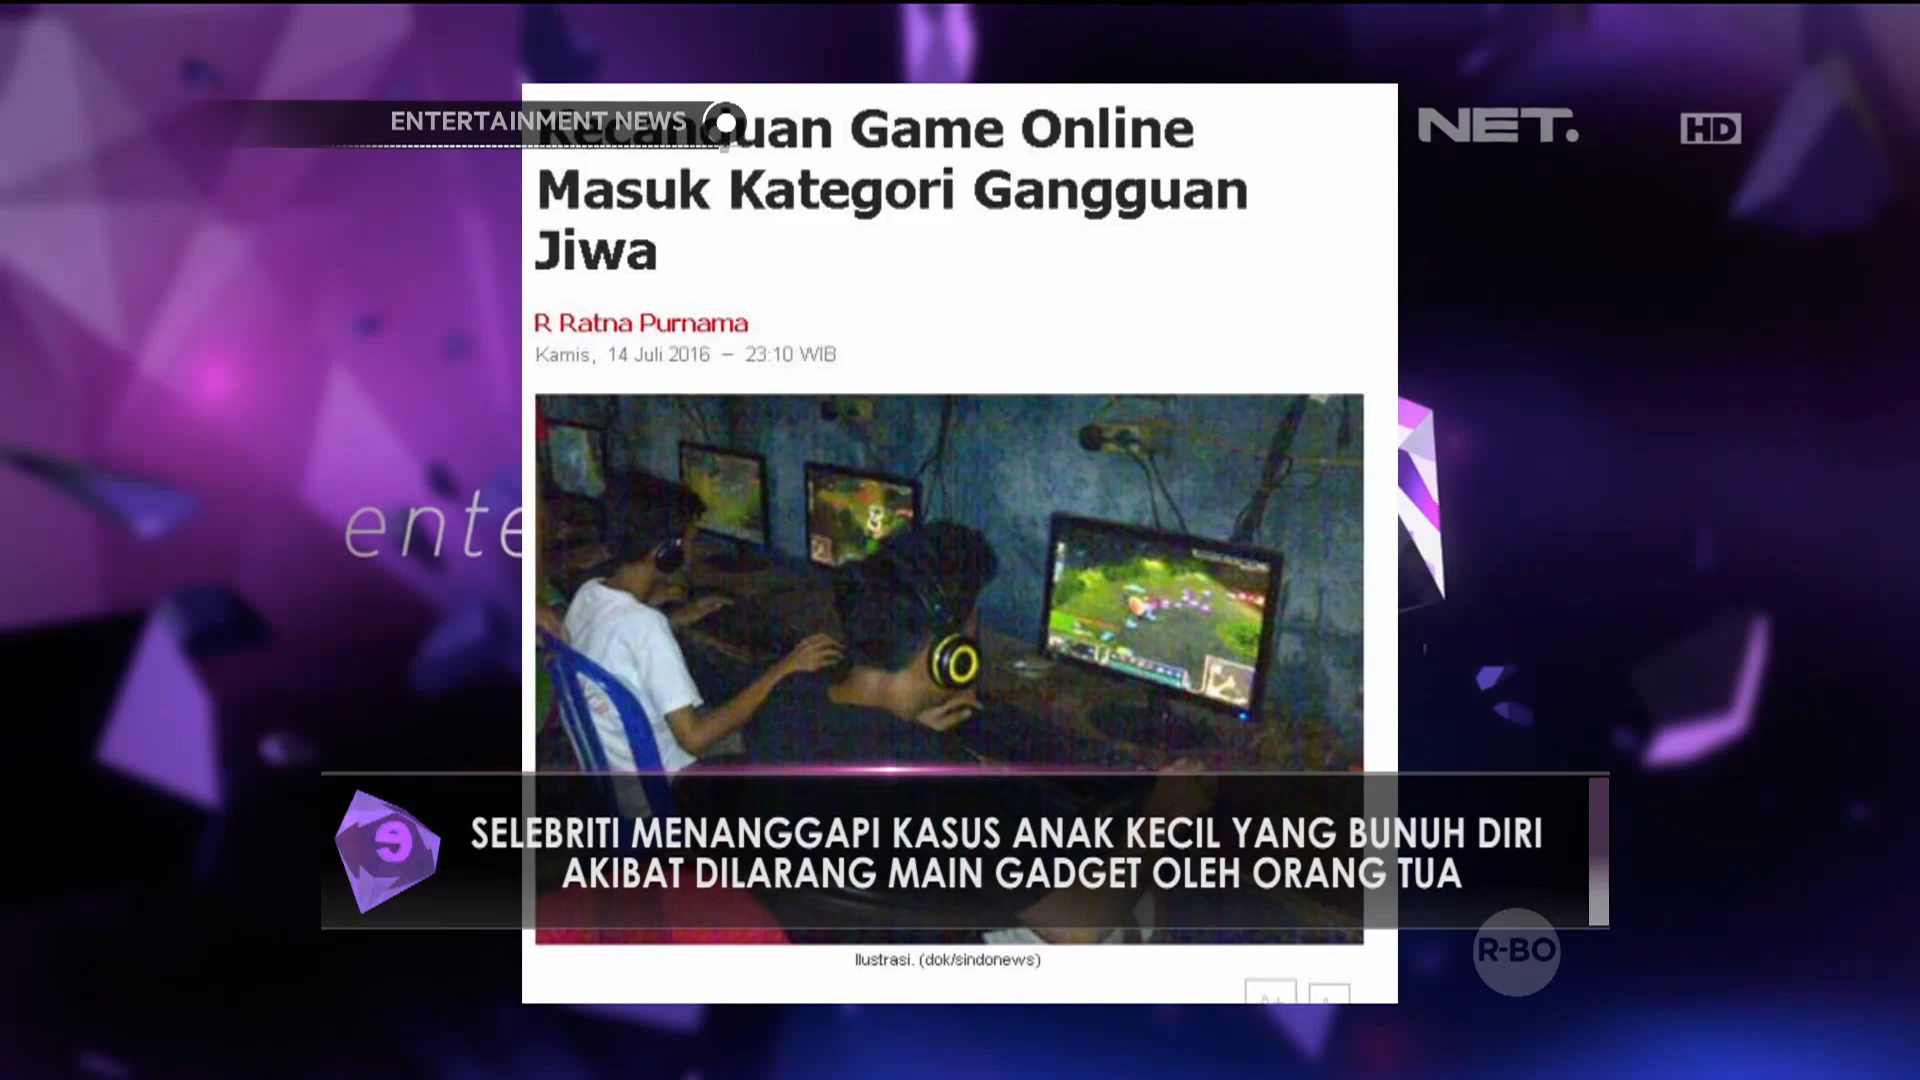 ENTERTAINMENT NEWS
NET.
HD
Kecanduan Game Online
Masuk Kategori Gangguan
Jiwa
R Ratna Purnama
Kamis, 14 Juli 2016 – 23:10 WIB
ente
SELEBRITI MENANGGAPI KASUS ANAK KECIL YANG BUNUH DIRI
AKIBAT DILARANG MAIN GADGET OLEH ORANG TUA
R-BO
Ilustrasi. (dok/sindonews)